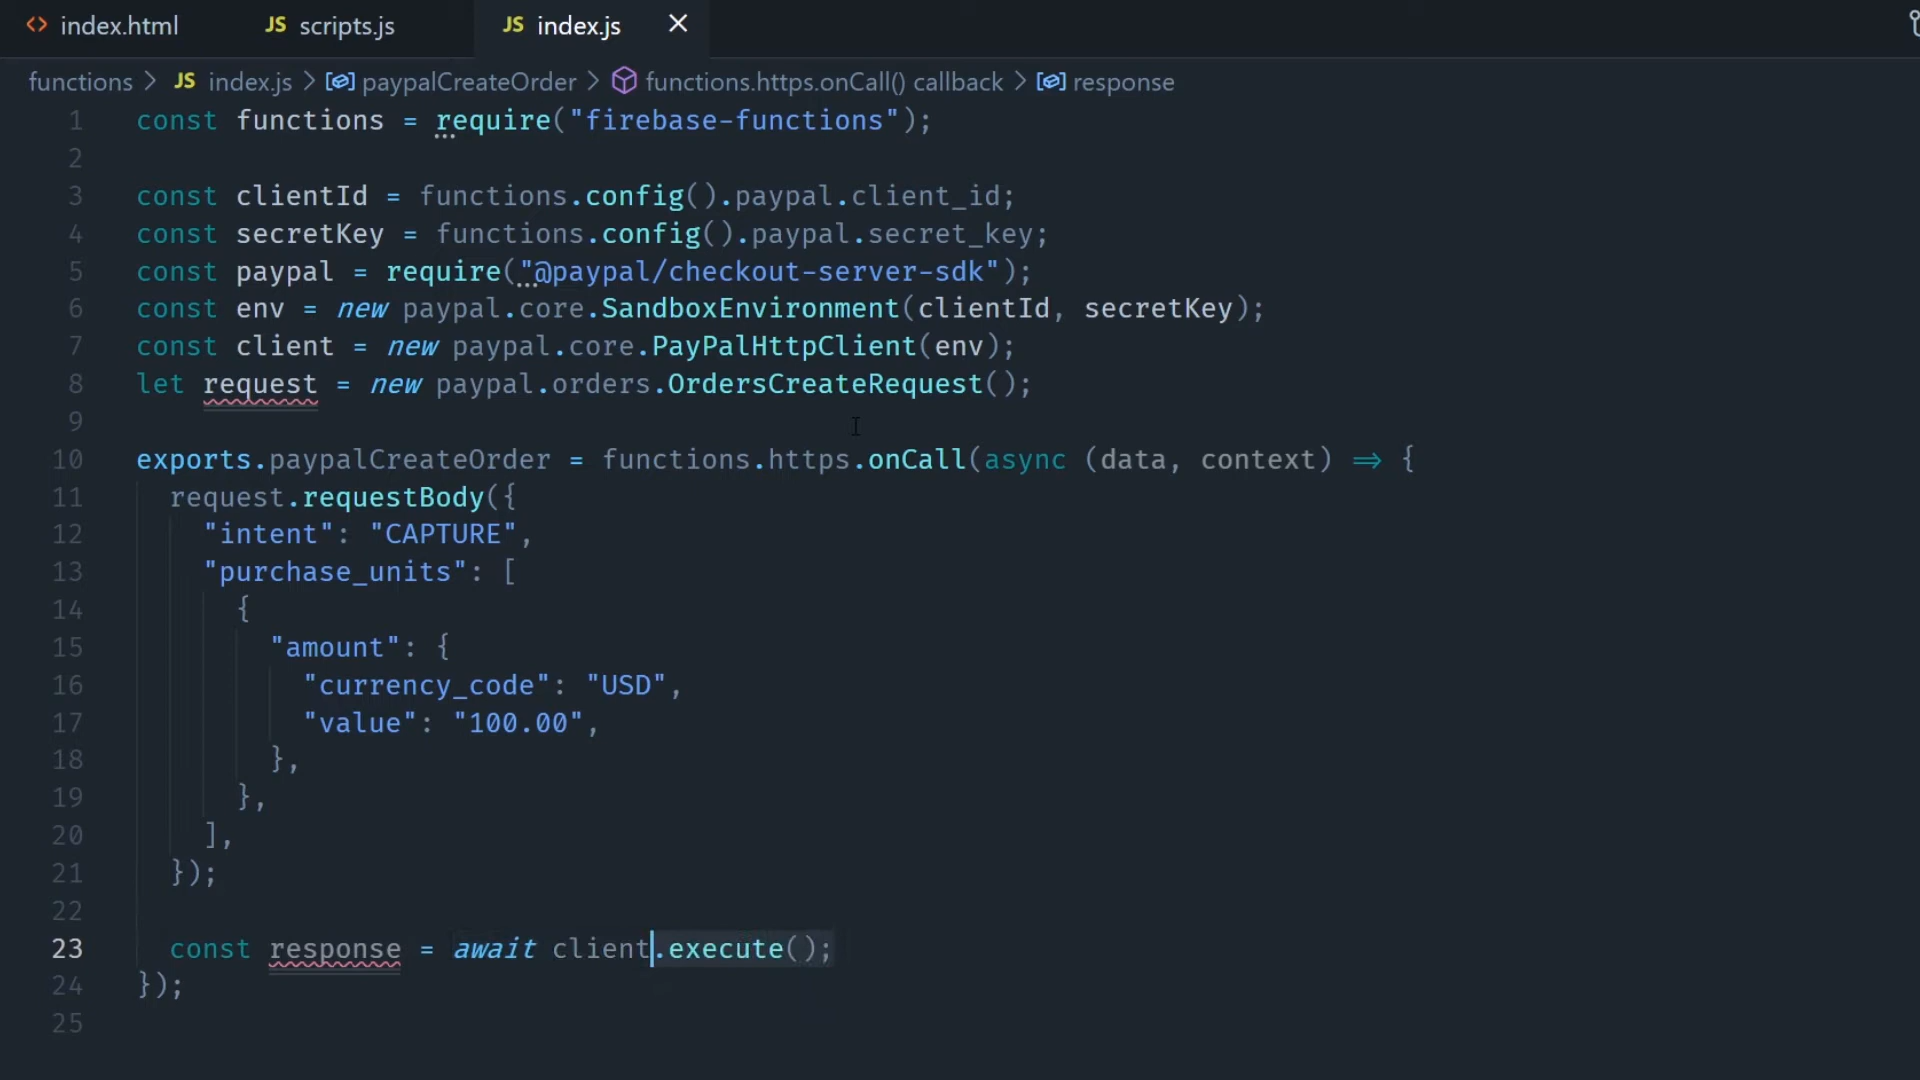 index.html JS scripts.js JS index.js
functions > JS index.js > paypalCreateOrder > functions.https.onCall() callback > response
1 const functions = require("firebase-functions");
2
3 const clientId = functions.config().paypal.client_id;
4 const secretKey = functions.config().paypal.secret_key;
5 const paypal = require("@paypal/checkout-server-sdk");
6 const env = new paypal.core.SandboxEnvironment(clientId, secretKey);
7 const client = new paypal.core.PayPalHttpClient(env);
8 let request = new paypal.orders.OrdersCreateRequest();
9
10 exports.paypalCreateOrder = functions.https.onCall(async (data, context) => {
11 request.requestBody({
12 "intent": "CAPTURE",
13 "purchase_units": [
14 {
15 "amount": {
16 "currency_code": "USD",
17 "value": "100.00",
18 },
19 },
20 ],
21 });
22
23 const response = await client.execute();
24 });
25